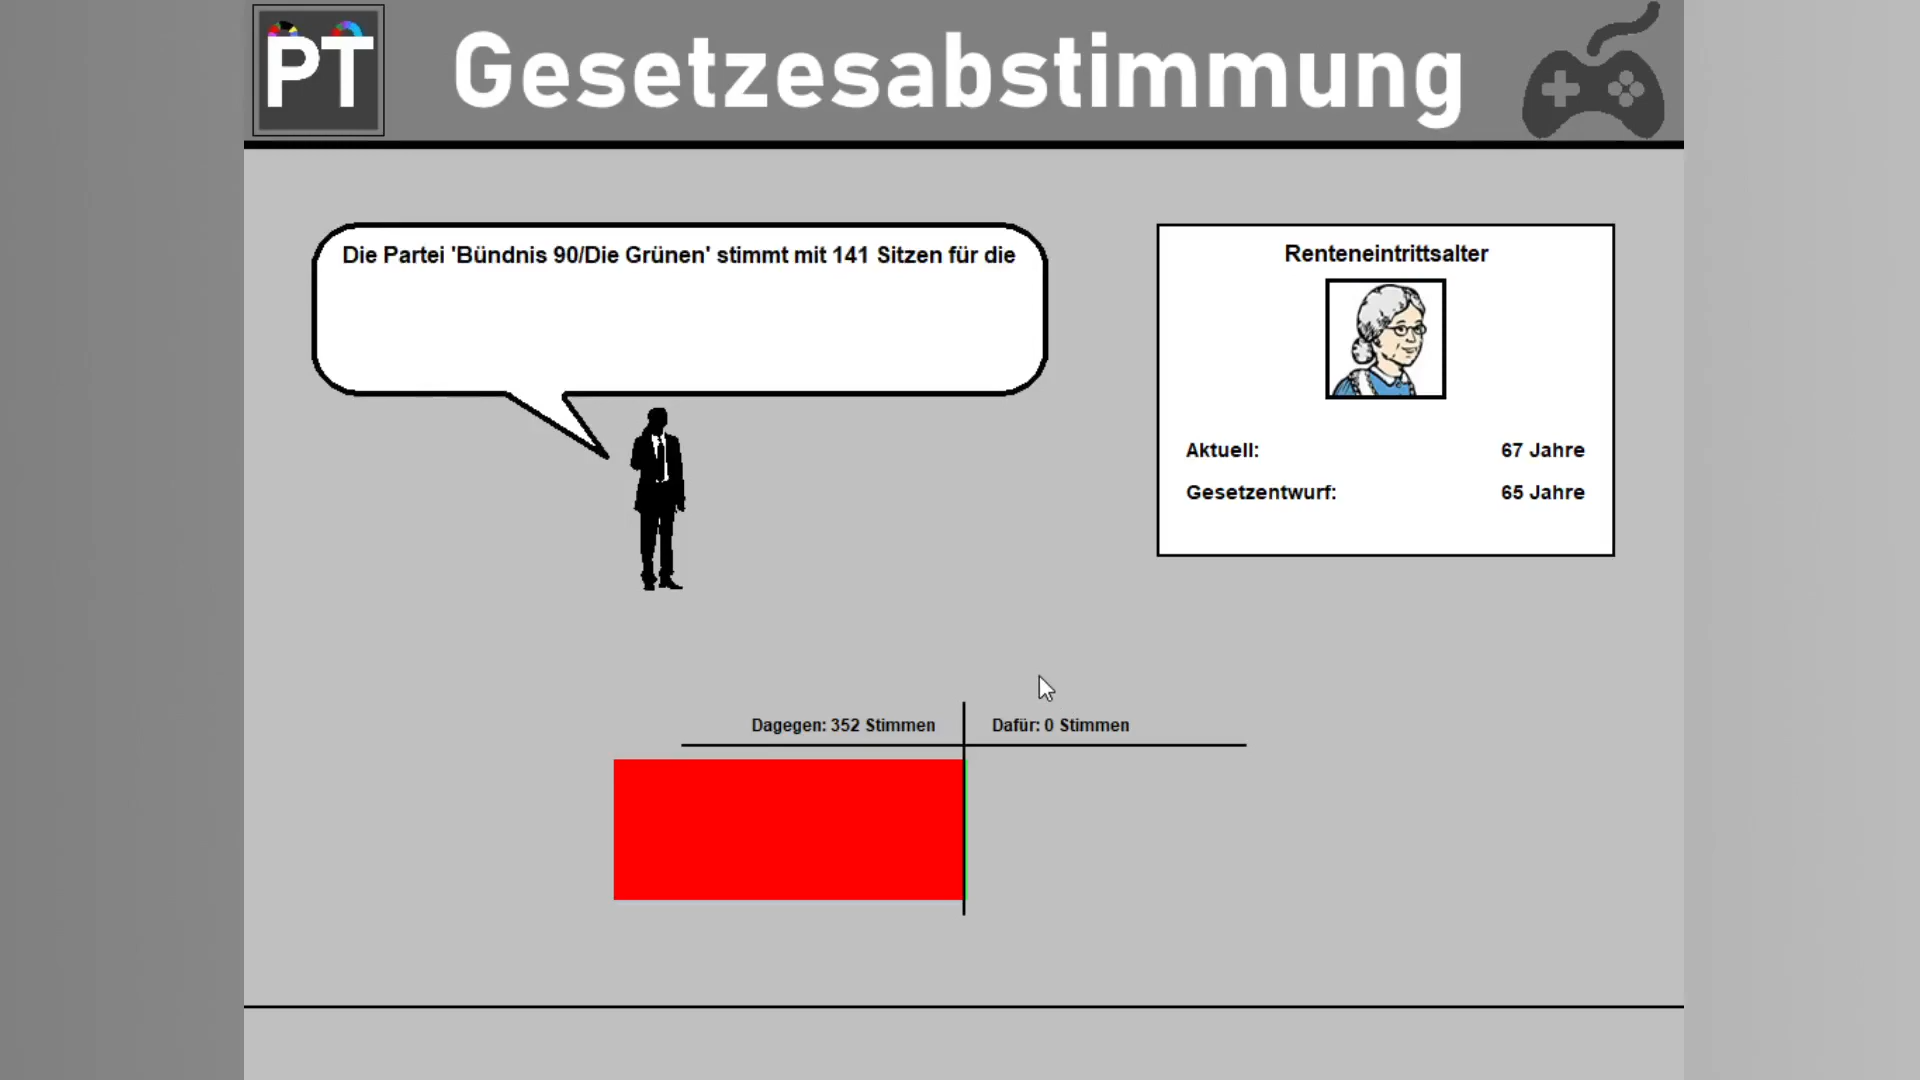 PT
Gesetzesabstimmung
Die Partei 'Bündnis 90/Die Grünen' stimmt mit 141 Sitzen für die
Renteneintrittsalter
Aktuell: 67 Jahre
Gesetzentwurf: 65 Jahre
Dagegen: 352 Stimmen
Dafür: 0 Stimmen